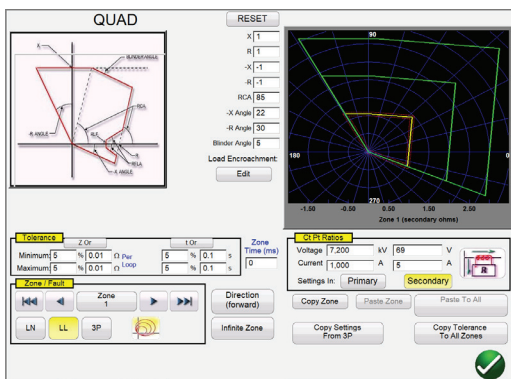 QUAD
RESET
X 1
R 1
-X -1
-R -1
RCA 85
-X Angle 22
-R Angle 30
Blinder Angle 5
Load Encroachment:
Edit
X
BLINDER ANGLE
RCA
-R ANGLE
-R
-X ANGLE
90
180
270
-1.50 -0.50 0.50 1.50 2.50
Zone 1 (secondary ohms)
Tolerance
Z Or t Or
Minimum: 5 % 0.01 Ω Per 5 % 0.1 s
Maximum: 5 % 0.01 Ω Loop 5 % 0.1 s
Zone
Time (ms)
0
Ct Pt Ratios
Voltage 7,200 kV 69 V
Current 1,000 A 5 A
Settings In: Primary Secondary
R
Zone / Fault
Zone
1
LN LL 3P
Direction
(forward)
Infinite Zone
Copy Zone Paste Zone Paste To All
Copy Settings
From 3P
Copy Tolerance
To All Zones